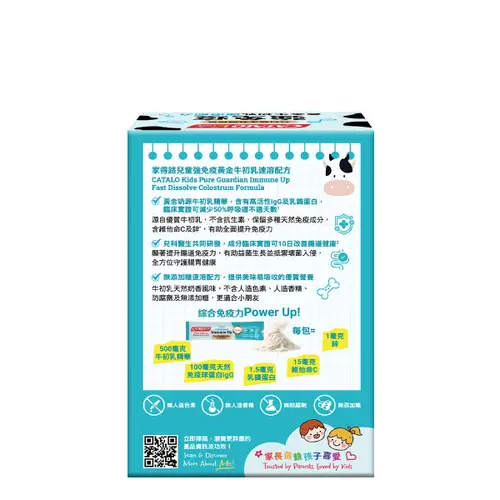 CATALO
家得路兒童強免疫黃金牛初乳速溶配方
CATALO Kids Pure Guardian Immune Up
Fast Dissolve Colostrum Formula
黃金奶源牛初乳精華，含有高活性IgG及乳鐵蛋白，
臨床實證可減少50%呼吸道不適天數¹
源自優質牛初乳，不含抗生素，保留多種天然免疫成分，
含維他命C及鋅，有助全面提升免疫力
兒科醫生共同研發，成分臨床實證可10日改善腸道健康²
顯著提升腸道免疫力，有助益菌生長並抵禦壞菌入侵，
全方位守護腸胃健康
無添加糖速溶配方，提供美味易吸收的優質營養
牛初乳天然奶香風味，不含人造色素、人造香精、
防腐劑及無添加糖，更適合小朋友
綜合免疫力Power Up!
每包=
500毫克
牛初乳精華
100毫克天然
免疫球蛋白IgG
1.5毫克
乳鐵蛋白
15毫克
維他命C
1毫克
鋅
無人造色素
無人造香精
無防腐劑
無添加糖
立即掃描，瀏覽更詳盡的
產品資訊及功效！
Scan & Discover
More About Me!
家長信賴 孩子喜愛
Trusted by Parents, Loved by Kids